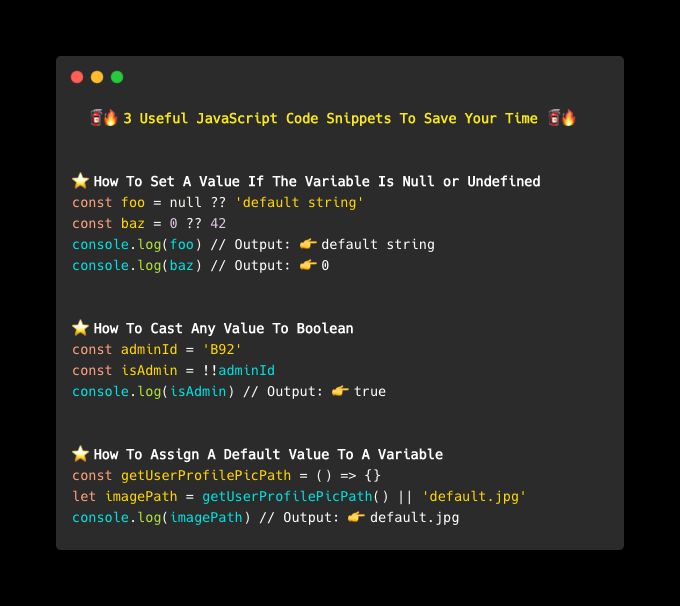 🧯🔥 3 Useful JavaScript Code Snippets To Save Your Time 🧯🔥
⭐ How To Set A Value If The Variable Is Null or Undefined
const foo = null ?? 'default string'
const baz = 0 ?? 42
console.log(foo) // Output: 👉 default string
console.log(baz) // Output: 👉 0
⭐ How To Cast Any Value To Boolean
const adminId = 'B92'
const isAdmin = !!adminId
console.log(isAdmin) // Output: 👉 true
⭐ How To Assign A Default Value To A Variable
const getUserProfilePicPath = () => {}
let imagePath = getUserProfilePicPath() || 'default.jpg'
console.log(imagePath) // Output: 👉 default.jpg